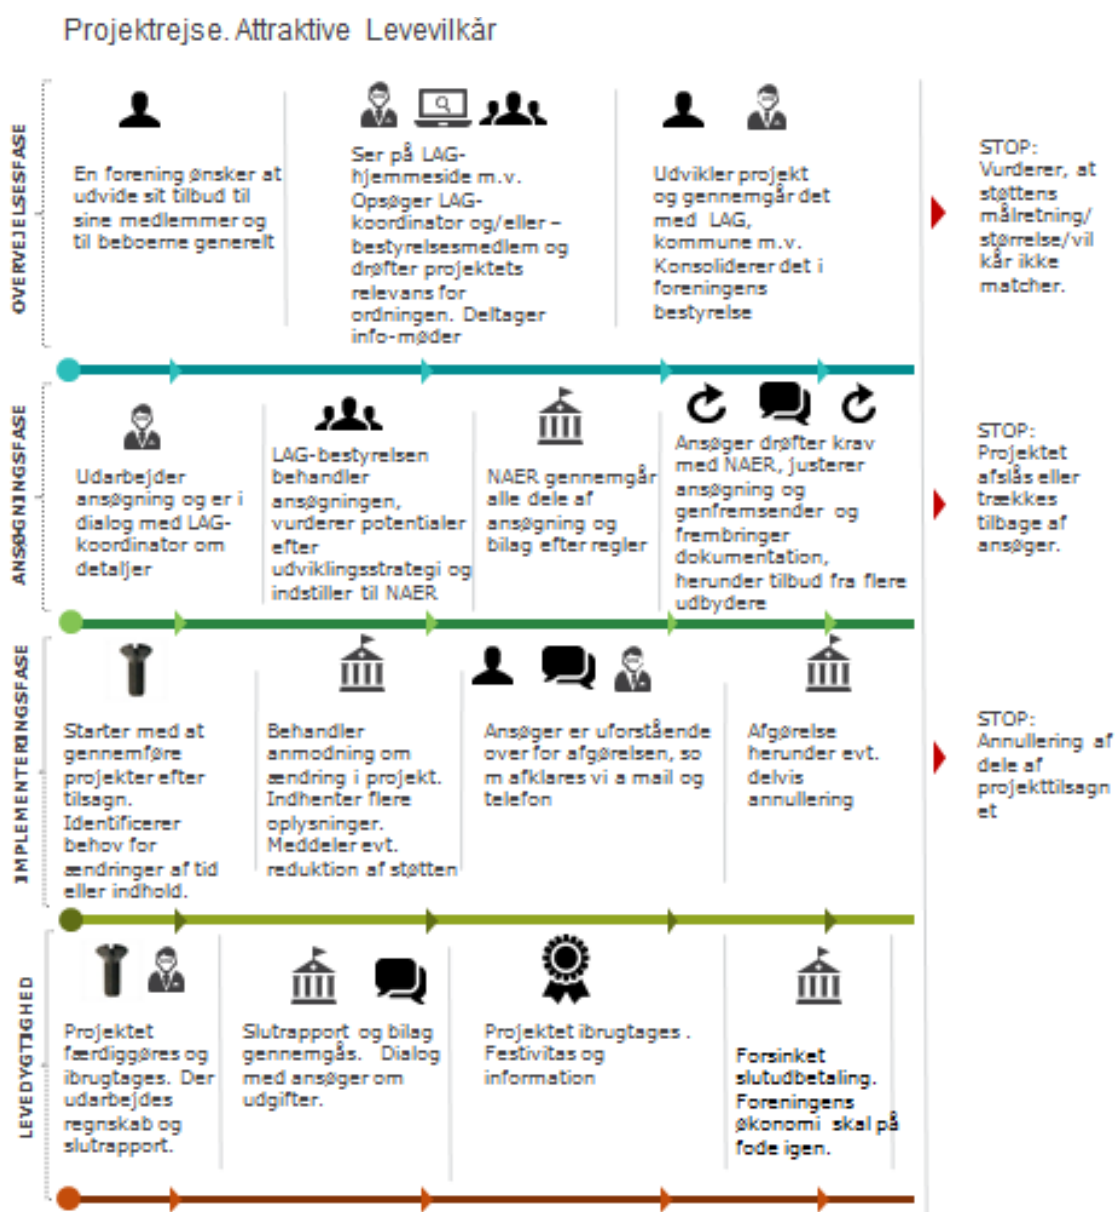 Projektrejse. Attraktive Levevilkår
OVERVEJELSESFASE
En forening ønsker at
udvide sit tilbud til
sine medlemmer og
til beboerne generelt
Ser på LAG-
hjemmeside m.v.
Opsøger LAG-
koordinator og/eller –
bestyrelsesmedlem og
drøfter projektets
relevans for
ordningen. Deltager
info-møder
Udvikler projekt
og gennemgår det
med LAG,
kommune m.v.
Konsoliderer det i
foreningens
bestyrelse
STOP:
Vurderer, at
støttens
målretning/
størrelse/vil
kår ikke
matcher.
ANSØGNINGSFASE
Udarbejder
ansøgning og er i
dialog med LAG-
koordinator om
detaljer
LAG-bestyrelsen
behandler
ansøgningen,
vurderer potentialer
efter
udviklingsstrategi og
indstiller til NAER
NAER gennemgår
alle dele af
ansøgning og
bilag efter regler
Ansøger drøfter krav
med NAER, justerer
ansøgning og
genfremsender og
frembringer
dokumentation,
herunder tilbud fra flere
udbydere
STOP:
Projektet
afslås eller
trækkes
tilbage af
ansøger.
IMPLEMENTERINGSFASE
Starter med at
gennemføre
projekter efter
tilsagn.
Identificerer
behov for
ændringer af tid
eller indhold.
Behandler
anmodning om
ændring i projekt.
Indhenter flere
oplysninger.
Meddeler evt.
reduktion af støtten
Ansøger er uforstående
over for afgørelsen, so
m afklares vi a mail og
telefon
Afgørelse
herunder evt.
delvis
annullering
STOP:
Annullering af
dele af
projekttilsagn
et
LEVEDYGTIGHED
Projektet
færdiggøres og
ibrugtages. Der
udarbejdes
regnskab og
slutrapport.
Slutrapport og bilag
gennemgås. Dialog
med ansøger om
udgifter.
Projektet ibrugtages .
Festivitas og
information
Forsinket
slutudbetaling.
Foreningens
økonomi skal på
fode igen.